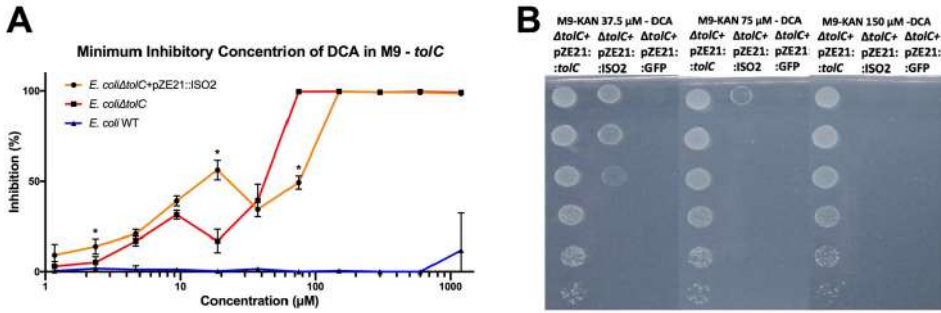 A
Minimum Inhibitory Concentrion of DCA in M9 - tolC
E. coliΔtolC+pZE21::ISO2
E. coliΔtolC
E. coli WT
Inhibition (%)
100
50
0
*
*
*
1
10
100
1000
Concentration (µM)
B
M9-KAN 37.5 µM - DCA
ΔtolC+ ΔtolC+ ΔtolC+
pZE21: pZE21: pZE21:
:tolC :ISO2 :GFP
M9-KAN 75 µM - DCA
ΔtolC+ ΔtolC+ ΔtolC+
pZE21: pZE21: pZE21:
:tolC :ISO2 :GFP
M9-KAN 150 µM -DCA
ΔtolC+ ΔtolC+ ΔtolC+
pZE21: pZE21: pZE21:
:tolC :ISO2 :GFP